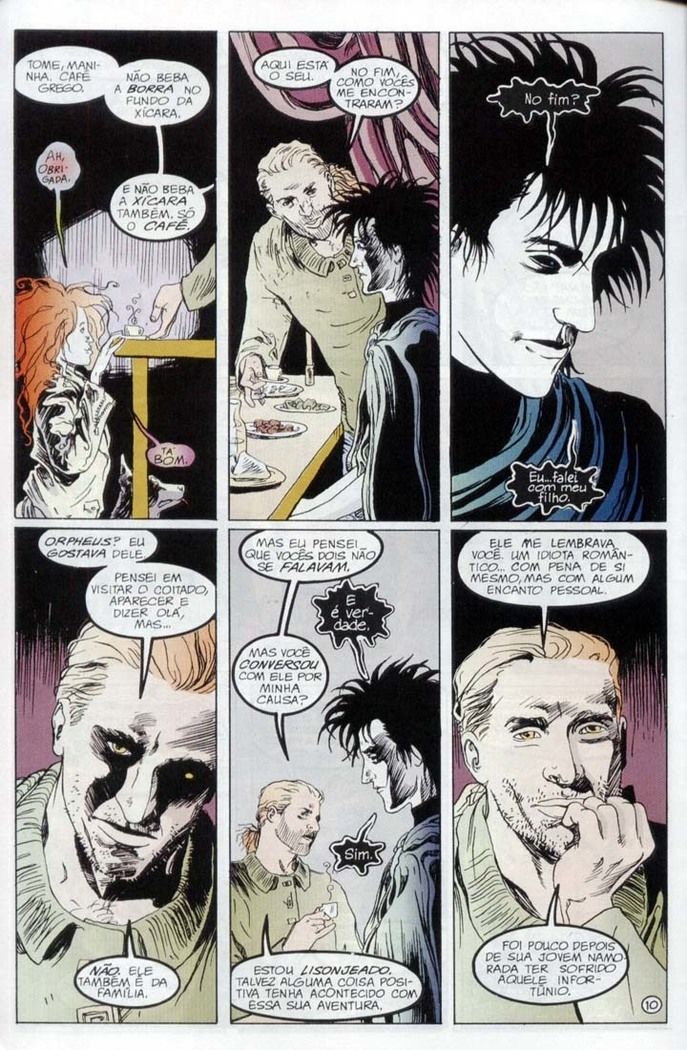 TOME, MANI-
NHA. CAFÉ
GREGO.
NÃO BEBA
A BORRA NO
FUNDO DA
XÍCARA.
AH,
OBRI-
GADA.
E NÃO BEBA
A XÍCARA
TAMBÉM. SÓ
O CAFÉ.
TÁ
BOM.
AQUI ESTÁ
O SEU.
NO FIM,
COMO VOCÊS
ME ENCON-
TRARAM?
No fim?
Eu...falei
com meu
filho.
ORPHEUS? EU
GOSTAVA DELE.
PENSEI EM
VISITAR O COITADO,
APARECER E
DIZER OLÁ,
MAS...
NÃO. ELE
TAMBÉM É DA
FAMÍLIA.
MAS EU PENSEI
QUE VOCÊS DOIS NÃO
SE FALAVAM.
E
é ver-
dade.
MAS VOCÊ
CONVERSOU
COM ELE POR
MINHA
CAUSA?
Sim.
ESTOU LISONJEADO.
TALVEZ ALGUMA COISA POSI-
TIVA TENHA ACONTECIDO COM
ESSA SUA AVENTURA.
ELE ME LEMBRAVA
VOCÊ. UM IDIOTA ROMÂN-
TICO... COM PENA DE SI
MESMO, MAS COM ALGUM
ENCANTO PESSOAL.
FOI POUCO DEPOIS
DE SUA JOVEM NAMO-
RADA TER SOFRIDO
AQUELE INFOR-
TÚNIO.
10